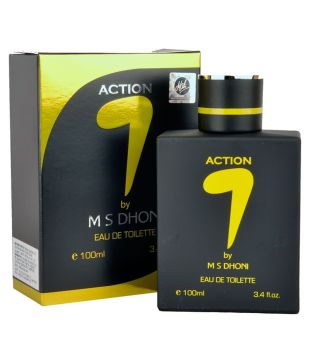 ACTION
7
by
M S DHONI
EAU DE TOILETTE
e 100ml 3.4
ACTION
7
by
M S DHONI
EAU DE TOILETTE
e 100ml 3.4 fl.oz.